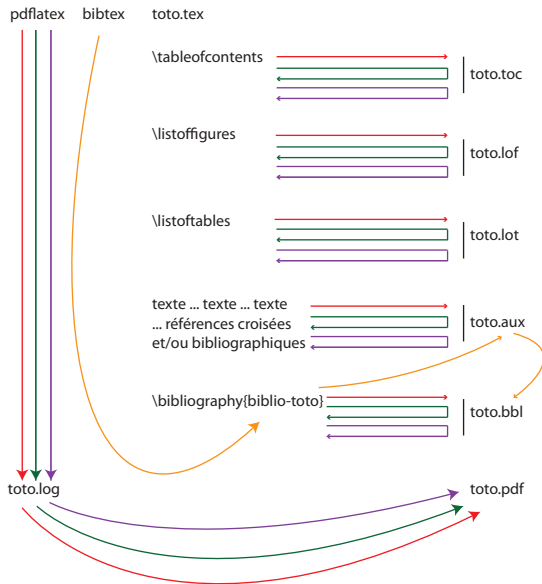 pdflatex bibtex toto.tex
\tableofcontents
toto.toc
\listoffigures
toto.lof
\listoftables
toto.lot
texte ... texte ... texte
... références croisées
et/ou bibliographiques
toto.aux
\bibliography{biblio-toto}
toto.bbl
toto.log
toto.pdf